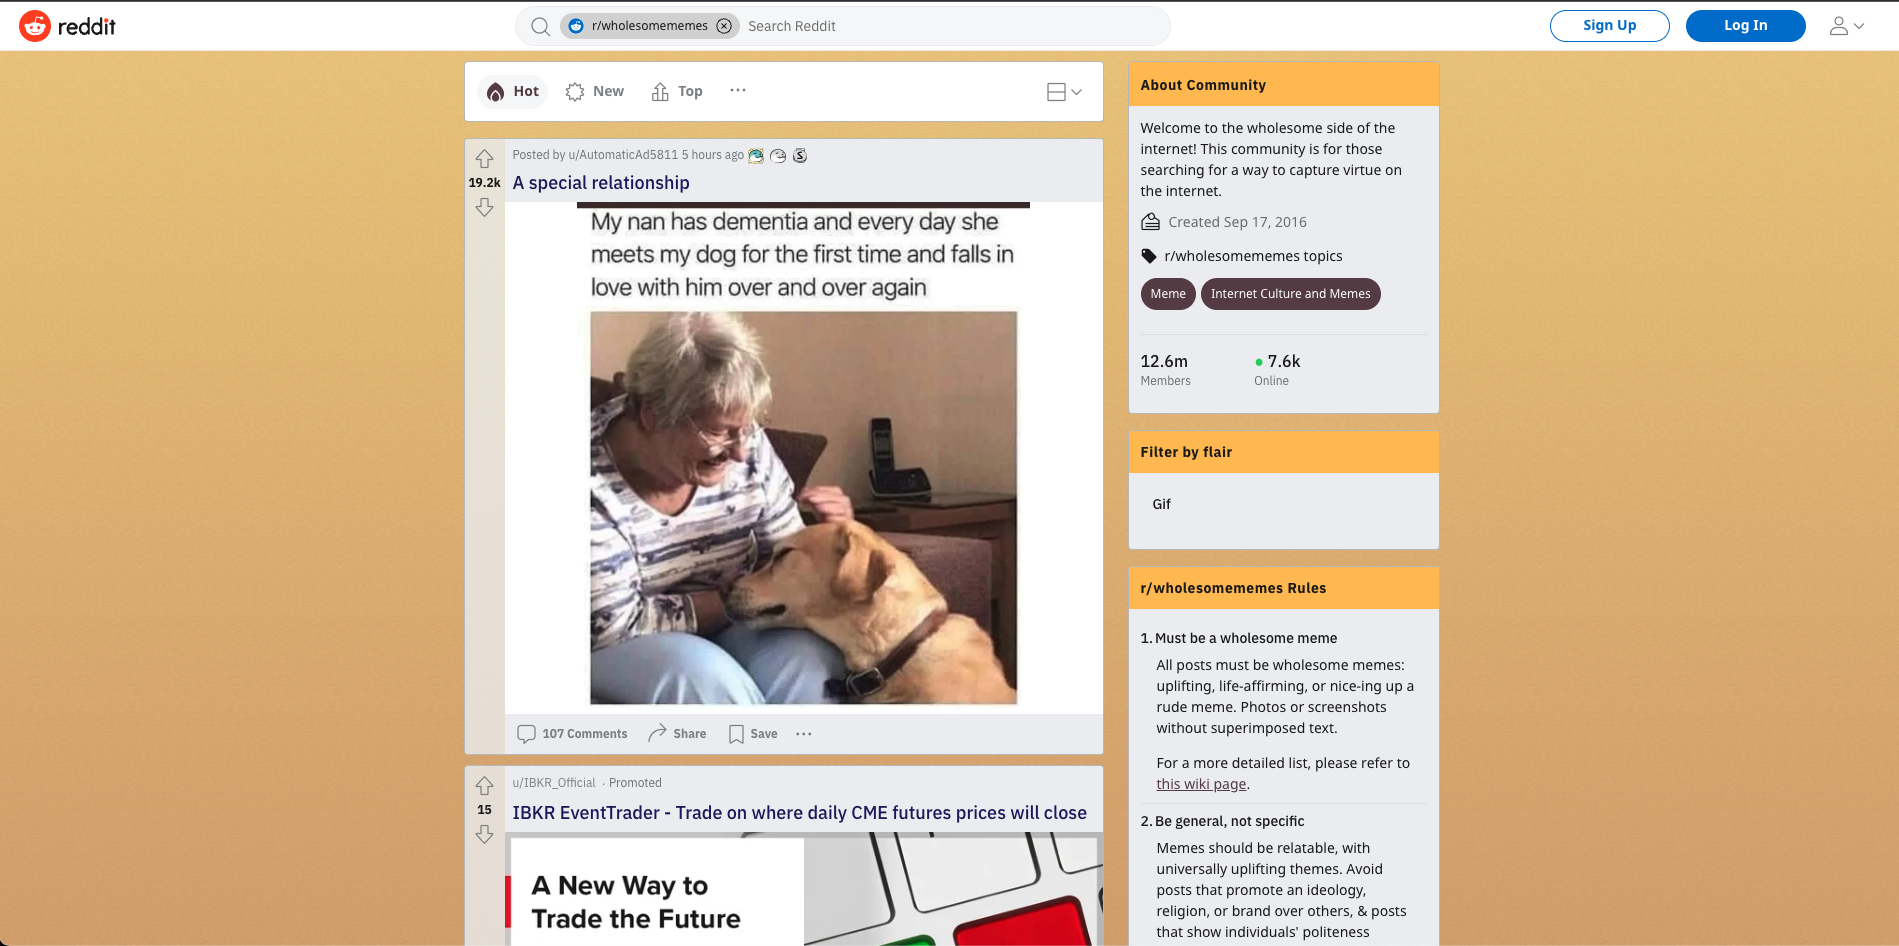 reddit
r/wholesomememes
Search Reddit
Sign Up
Log In
Hot
New
Top
Posted by u/AutomaticAd5811 5 hours ago
19.2k
A special relationship
My nan has dementia and every day she
meets my dog for the first time and falls in
love with him over and over again
107 Comments
Share
Save
u/IBKR_Official · Promoted
15
IBKR EventTrader - Trade on where daily CME futures prices will close
A New Way to
Trade the Future
About Community
Welcome to the wholesome side of the
internet! This community is for those
searching for a way to capture virtue on
the internet.
Created Sep 17, 2016
r/wholesomememes topics
Meme
Internet Culture and Memes
12.6m
7.6k
Members
Online
Filter by flair
Gif
r/wholesomememes Rules
1. Must be a wholesome meme
All posts must be wholesome memes:
uplifting, life-affirming, or nice-ing up a
rude meme. Photos or screenshots
without superimposed text.
For a more detailed list, please refer to
this wiki page.
2. Be general, not specific
Memes should be relatable, with
universally uplifting themes. Avoid
posts that promote an ideology,
religion, or brand over others, & posts
that show individuals' politeness